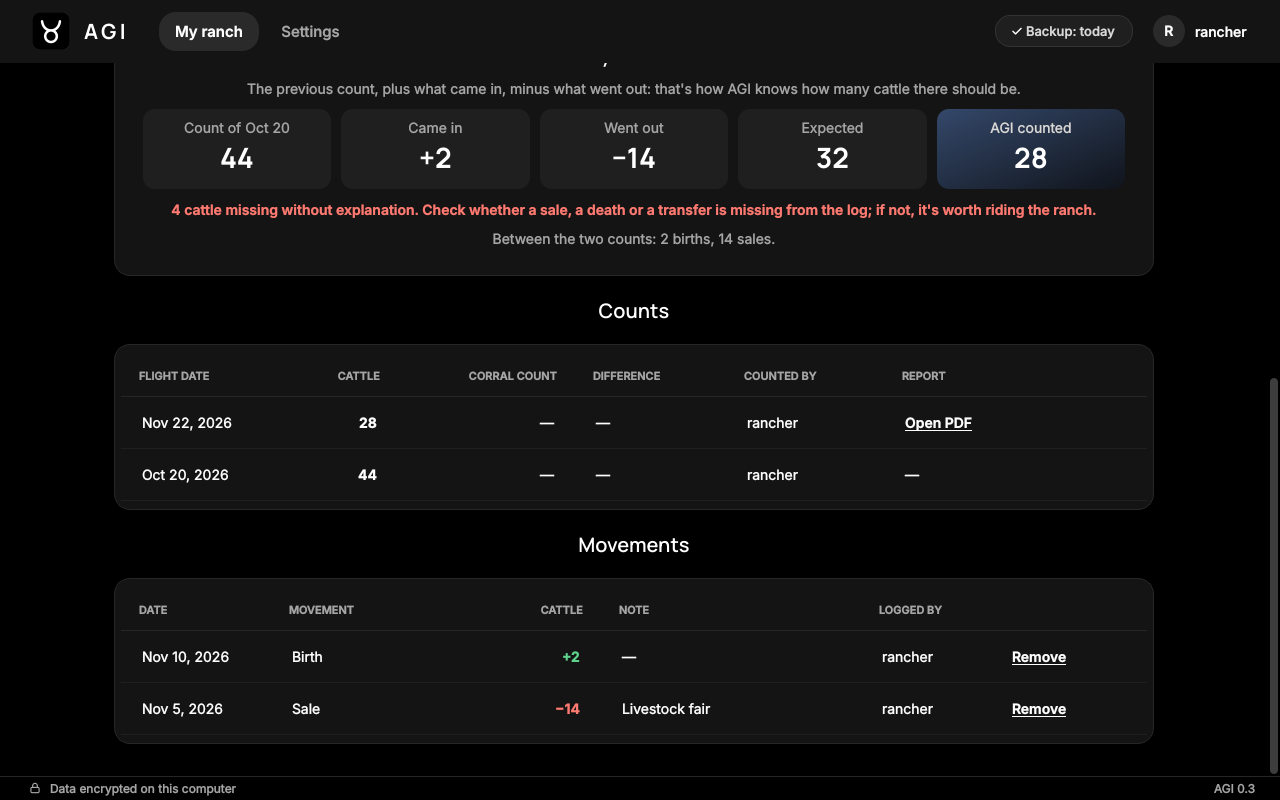 AGI
My ranch
Settings
✓ Backup: today
R
rancher
The previous count, plus what came in, minus what went out: that's how AGI knows how many cattle there should be.
Count of Oct 20
44
Came in
+2
Went out
−14
Expected
32
AGI counted
28
4 cattle missing without explanation. Check whether a sale, a death or a transfer is missing from the log; if not, it's worth riding the ranch.
Between the two counts: 2 births, 14 sales.
Counts
FLIGHT DATE CATTLE CORRAL COUNT DIFFERENCE COUNTED BY REPORT
Nov 22, 2026 28 — — rancher Open PDF
Oct 20, 2026 44 — — rancher —
Movements
DATE MOVEMENT CATTLE NOTE LOGGED BY
Nov 10, 2026 Birth +2 — rancher Remove
Nov 5, 2026 Sale −14 Livestock fair rancher Remove
Data encrypted on this computer
AGI 0.3